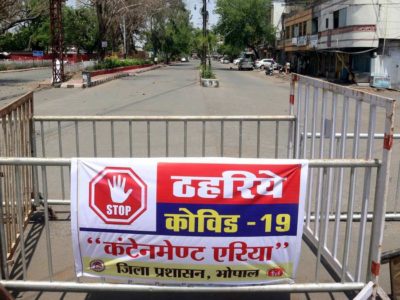 STOP
ठहरिये
कोविड -19
“कंटेनमेण्ट एरिया”
जिला प्रशासन, भोपाल